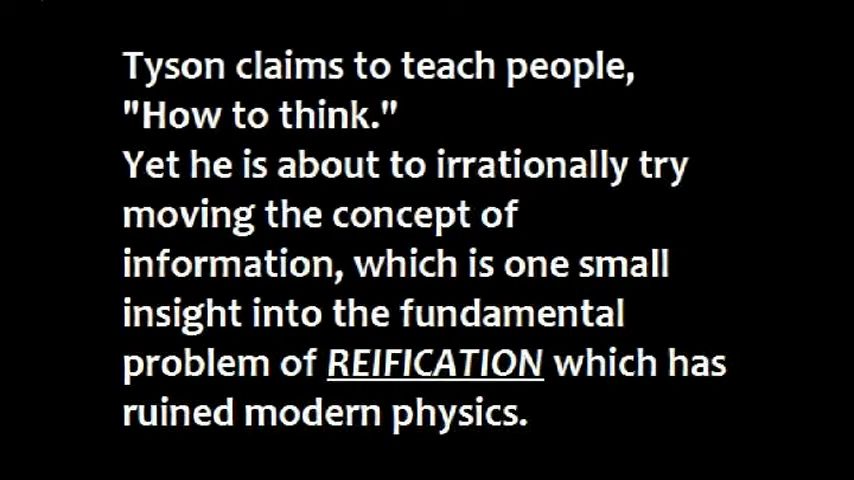 Tyson claims to teach people,
"How to think."
Yet he is about to irrationally try
moving the concept of
information, which is one small
insight into the fundamental
problem of REIFICATION which has
ruined modern physics.